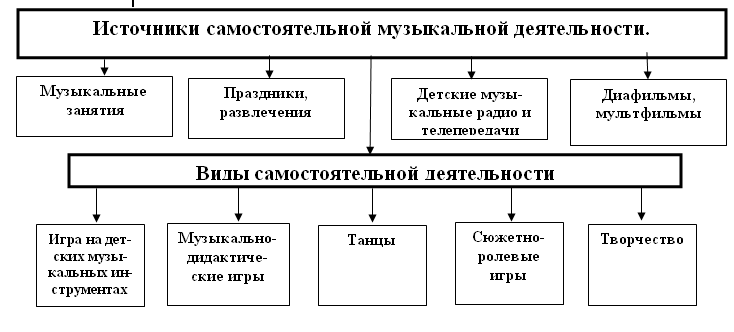 Источники самостоятельной музыкальной деятельности.
Музыкальные
занятия
Праздники,
развлечения
Детские музы-
кальные радио и
телепередачи
Диафильмы,
мультфильмы
Виды самостоятельной деятельности
Игра на дет-
ских музы-
кальных ин-
струментах
Музыкально-
дидактиче-
ские игры
Танцы
Сюжетно-
ролевые
игры
Творчество